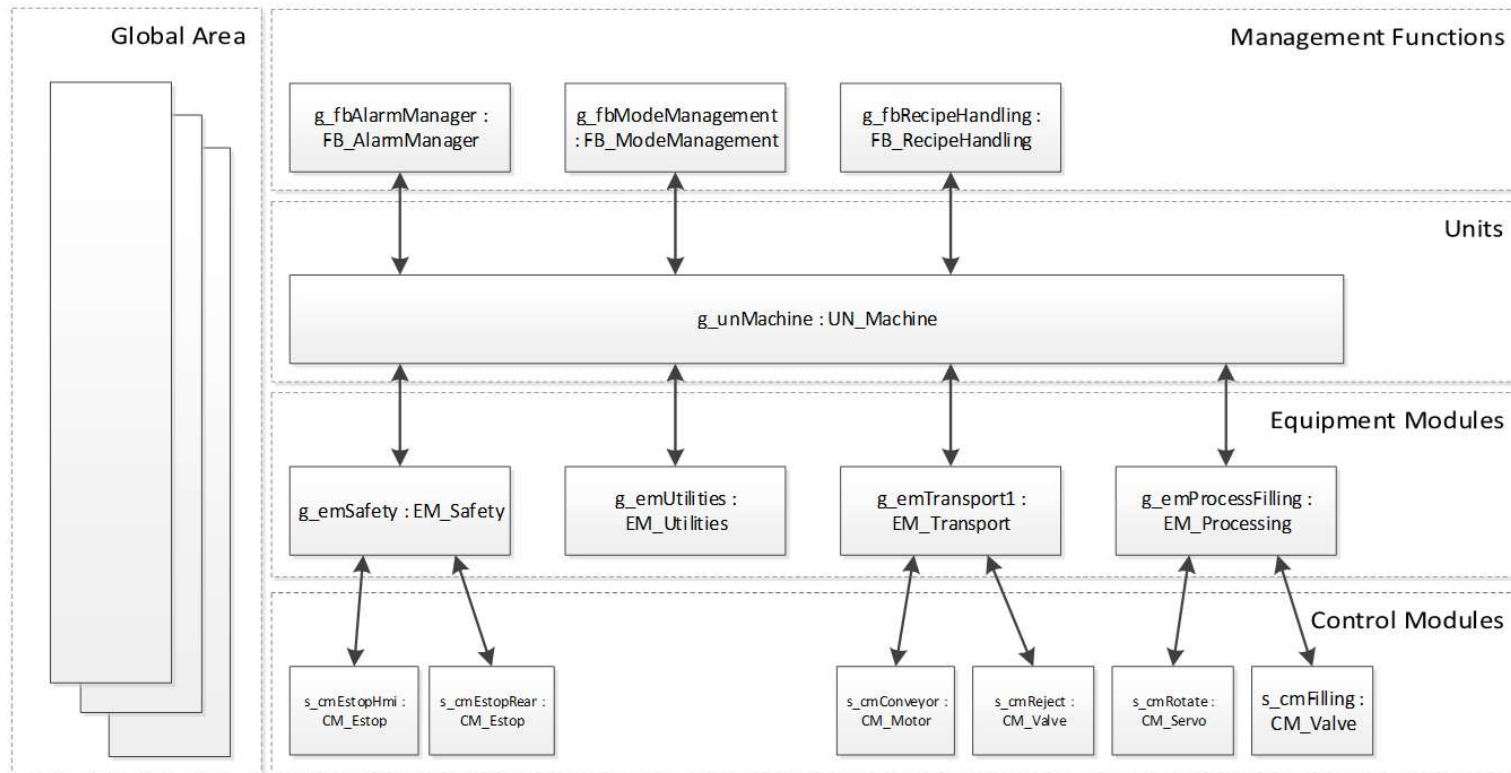 Global Area
Management Functions
g_fbAlarmManager :
FB_AlarmManager
g_fbModeManagement
: FB_ModeManagement
g_fbRecipeHandling :
FB_RecipeHandling
Units
g_unMachine : UN_Machine
Equipment Modules
g_emSafety : EM_Safety
g_emUtilities :
EM_Utilities
g_emTransport1 :
EM_Transport
g_emProcessFilling :
EM_Processing
Control Modules
s_cmEstopHmi :
CM_Estop
s_cmEstopRear :
CM_Estop
s_cmConveyor :
CM_Motor
s_cmReject :
CM_Valve
s_cmRotate :
CM_Servo
s_cmFilling :
CM_Valve